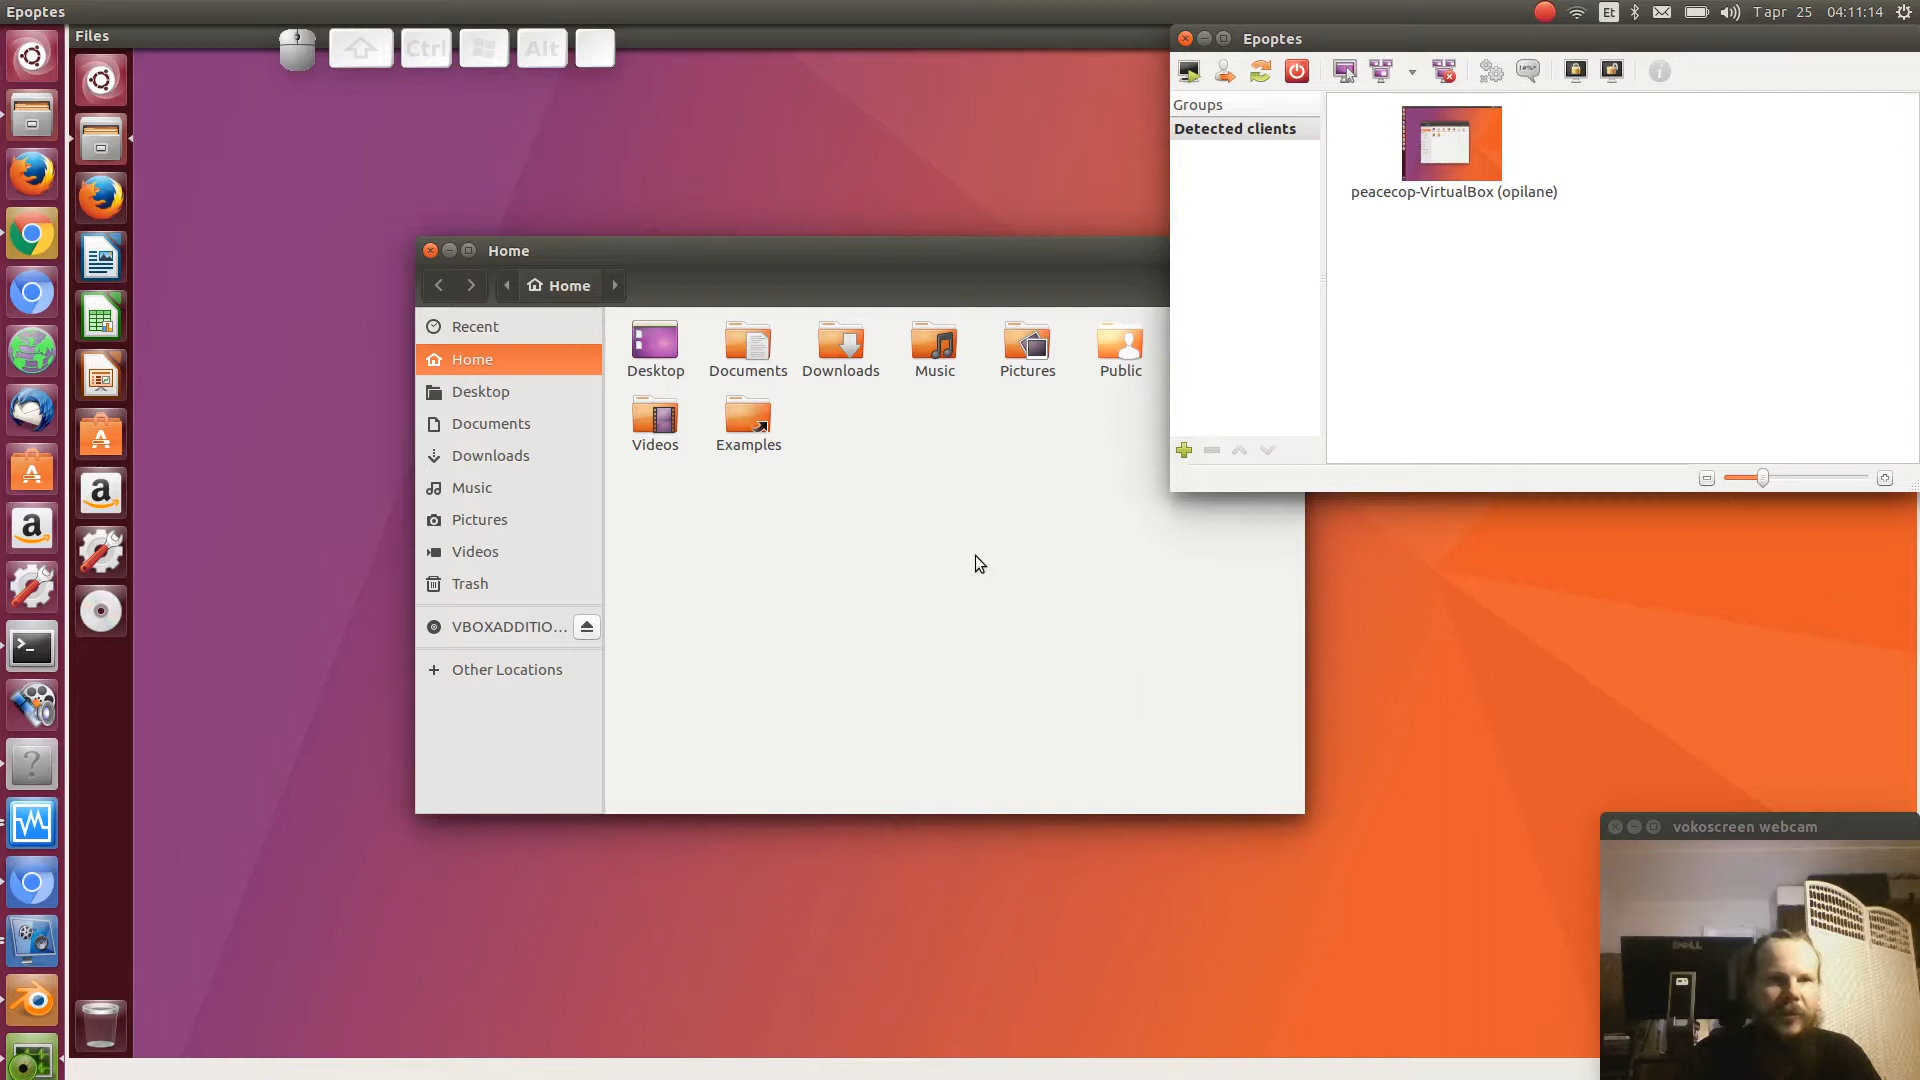 Epoptes
Et
T apr 25 04:11:14
Files
Ctrl
Alt
Epoptes
Groups
Detected clients
peacecop-VirtualBox (opilane)
Home
Home
Recent
Home
Desktop
Documents
Downloads
Music
Pictures
Videos
Trash
VBOXADDITIO...
Other Locations
Desktop
Documents
Downloads
Music
Pictures
Public
Videos
Examples
vokoscreen webcam
DELL